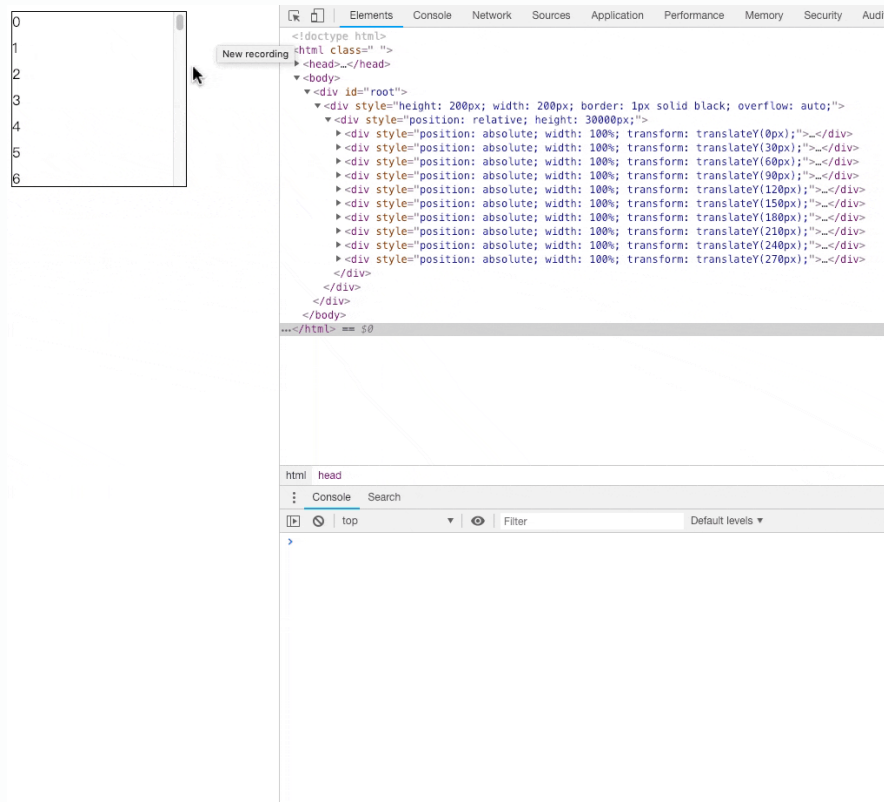 0
1
2
3
4
5
6
New recording
Elements Console Network Sources Application Performance Memory Security Audi
<!doctype html>
<html class=" ">
<head>…</head>
<body>
<div id="root">
<div style="height: 200px; width: 200px; border: 1px solid black; overflow: auto;">
<div style="position: relative; height: 30000px;">
<div style="position: absolute; width: 100%; transform: translateY(0px);">…</div>
<div style="position: absolute; width: 100%; transform: translateY(30px);">…</div>
<div style="position: absolute; width: 100%; transform: translateY(60px);">…</div>
<div style="position: absolute; width: 100%; transform: translateY(90px);">…</div>
<div style="position: absolute; width: 100%; transform: translateY(120px);">…</div>
<div style="position: absolute; width: 100%; transform: translateY(150px);">…</div>
<div style="position: absolute; width: 100%; transform: translateY(180px);">…</div>
<div style="position: absolute; width: 100%; transform: translateY(210px);">…</div>
<div style="position: absolute; width: 100%; transform: translateY(240px);">…</div>
<div style="position: absolute; width: 100%; transform: translateY(270px);">…</div>
</div>
</div>
</div>
</body>
…</html> == $0
html head
Console Search
top Filter Default levels